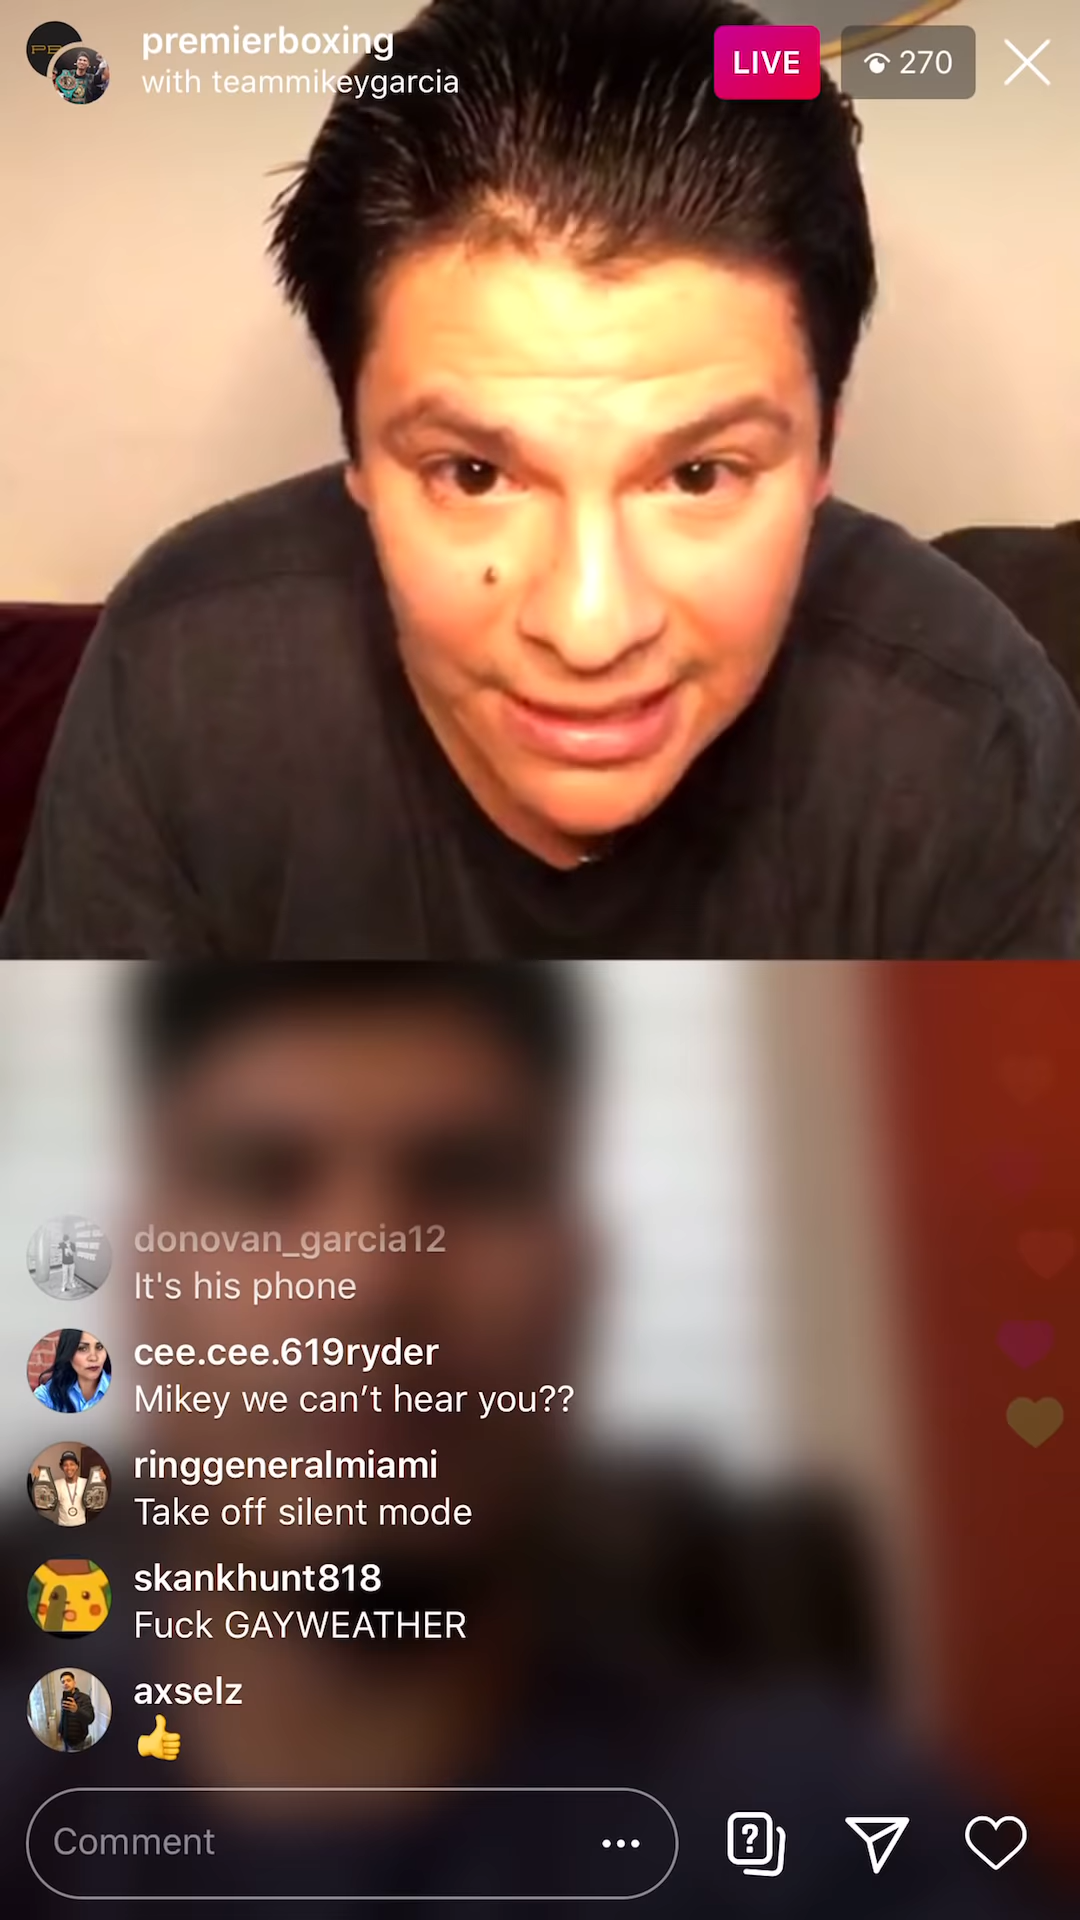 PB
premierboxing
with teammikeygarcia
LIVE
270
donovan_garcia12
It's his phone
cee.cee.619ryder
Mikey we can’t hear you??
ringgeneralmiami
Take off silent mode
skankhunt818
Fuck GAYWEATHER
axselz
👍
Comment